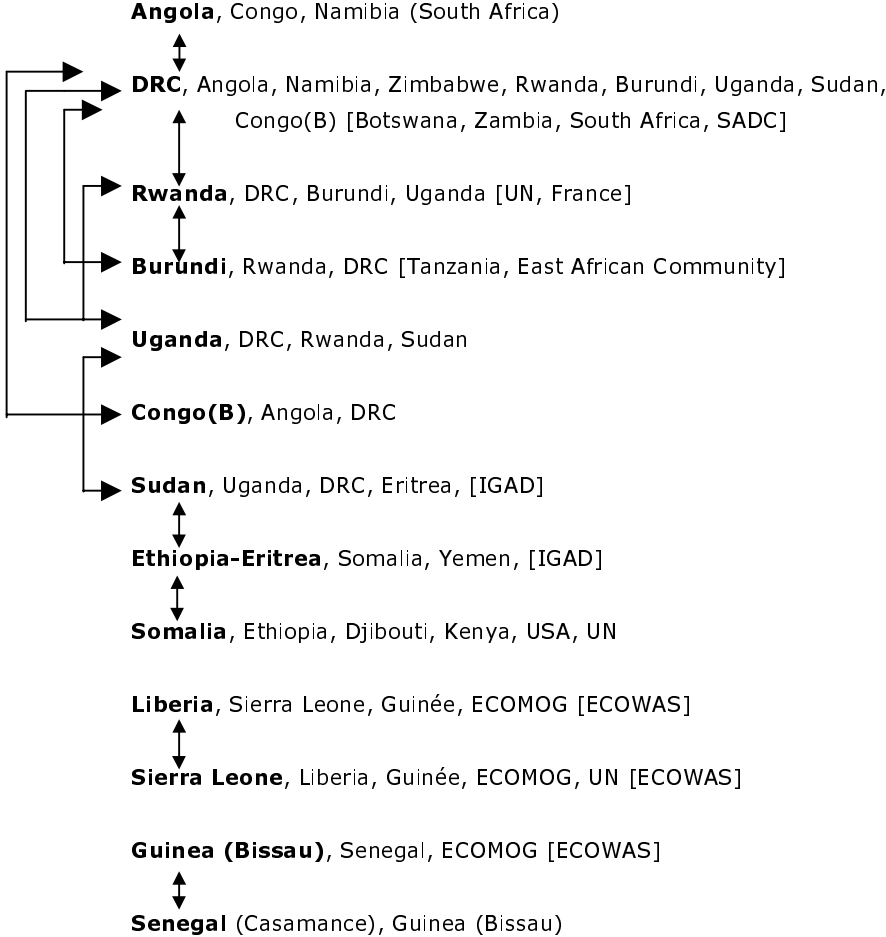 Angola, Congo, Namibia (South Africa)
DRC, Angola, Namibia, Zimbabwe, Rwanda, Burundi, Uganda, Sudan,
Congo(B) [Botswana, Zambia, South Africa, SADC]
Rwanda, DRC, Burundi, Uganda [UN, France]
Burundi, Rwanda, DRC [Tanzania, East African Community]
Uganda, DRC, Rwanda, Sudan
Congo(B), Angola, DRC
Sudan, Uganda, DRC, Eritrea, [IGAD]
Ethiopia-Eritrea, Somalia, Yemen, [IGAD]
Somalia, Ethiopia, Djibouti, Kenya, USA, UN
Liberia, Sierra Leone, Guinée, ECOMOG [ECOWAS]
Sierra Leone, Liberia, Guinée, ECOMOG, UN [ECOWAS]
Guinea (Bissau), Senegal, ECOMOG [ECOWAS]
Senegal (Casamance), Guinea (Bissau)